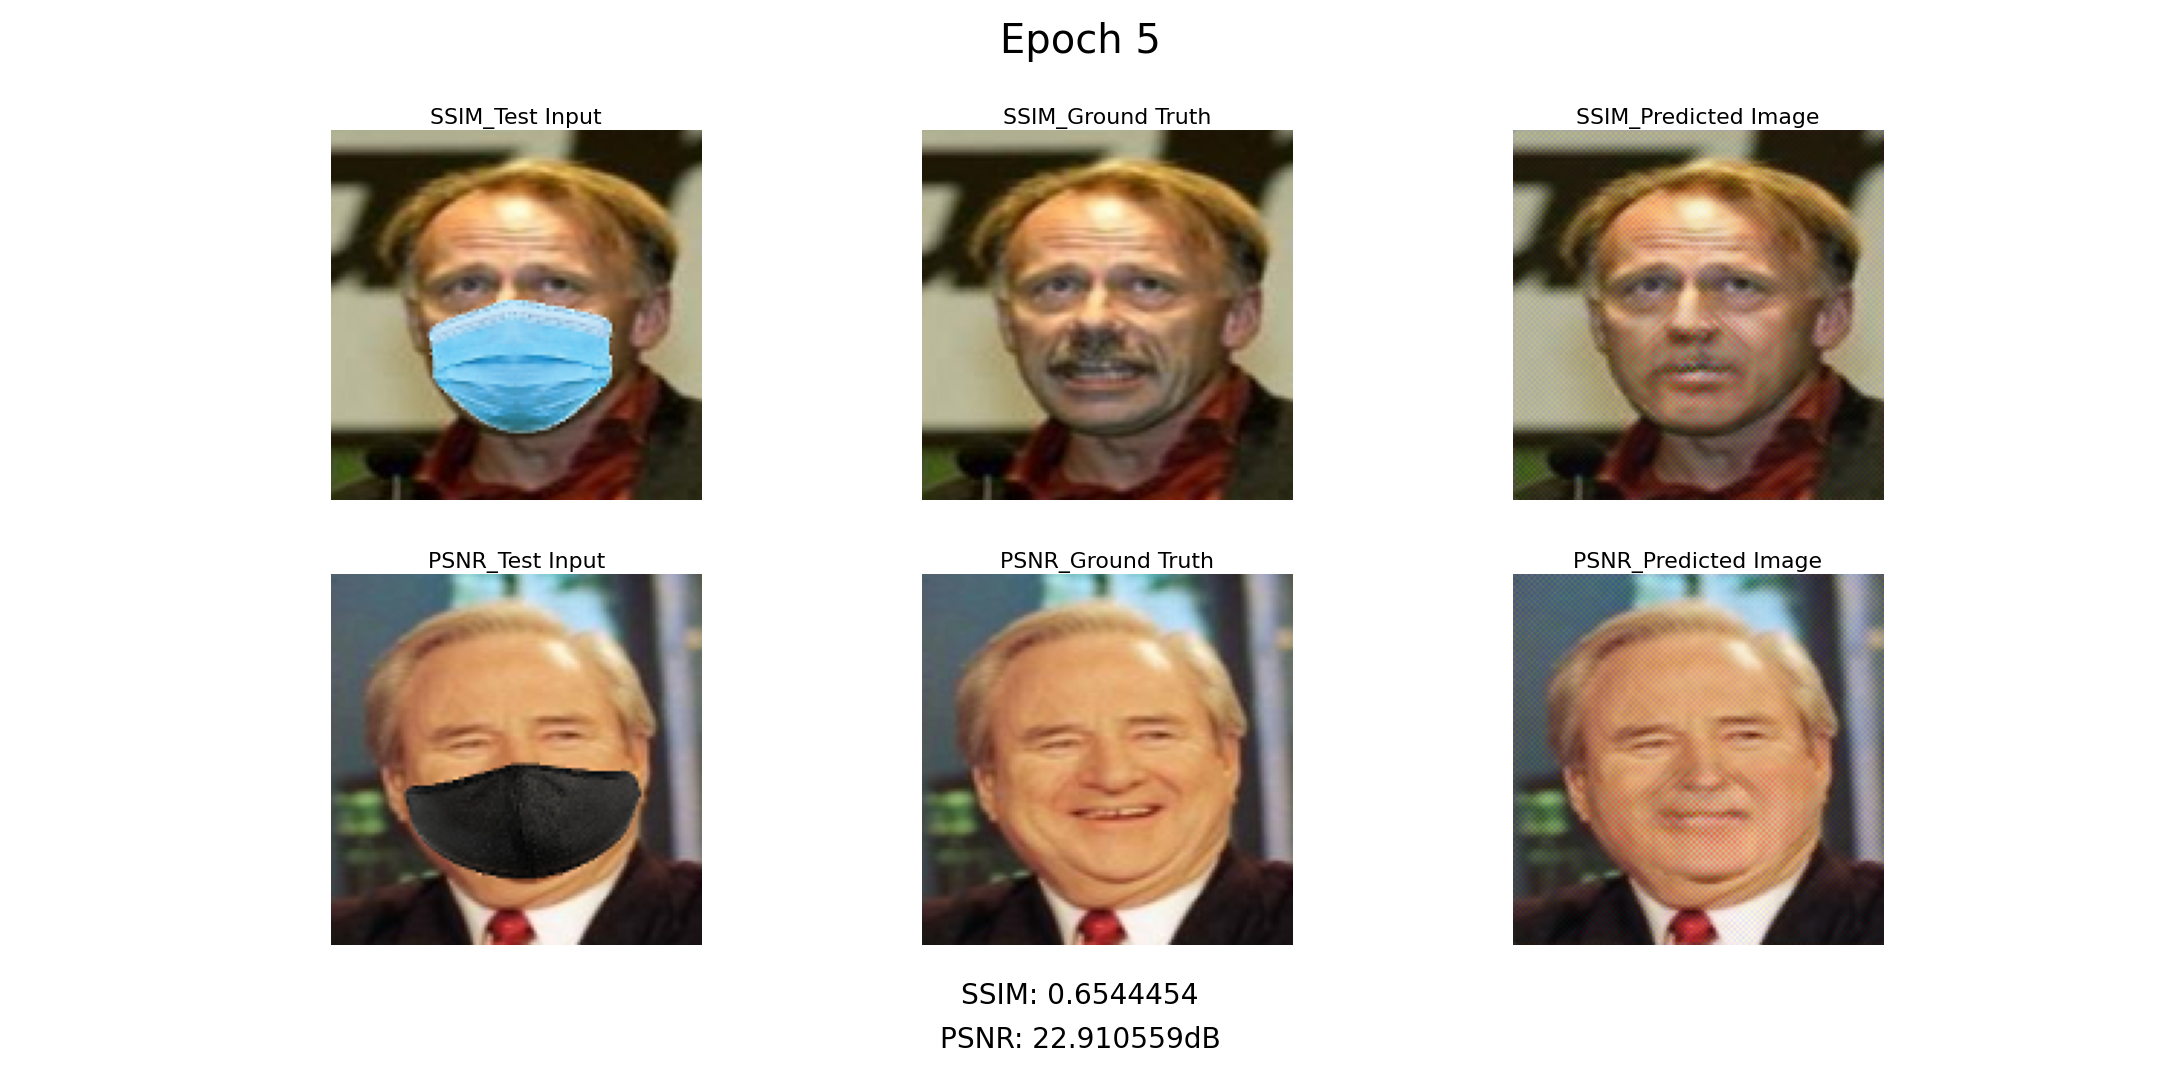 Epoch 5
SSIM_Test Input
SSIM_Ground Truth
SSIM_Predicted Image
PSNR_Test Input
PSNR_Ground Truth
PSNR_Predicted Image
SSIM: 0.6544454
PSNR: 22.910559dB